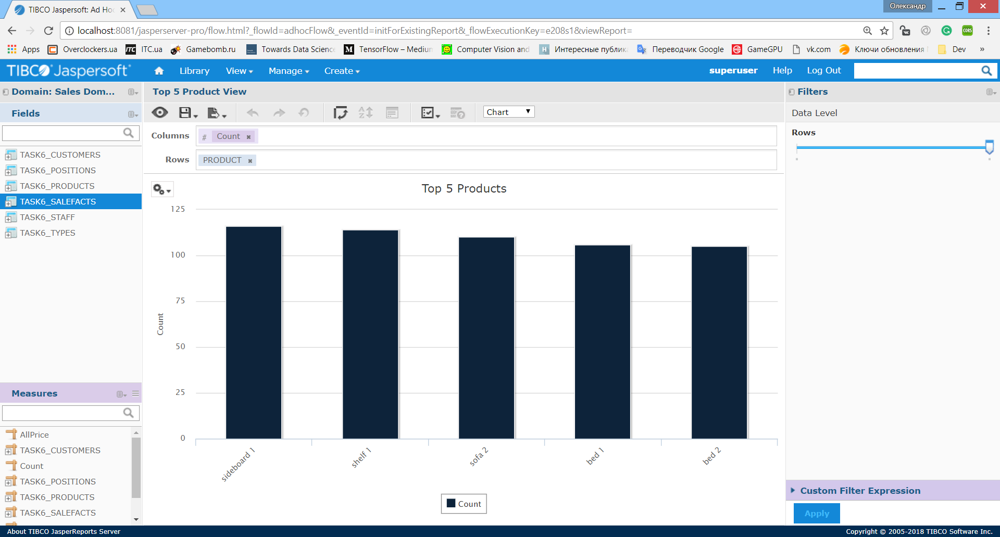 TIBCO Jaspersoft: Ad Hoc
Олександр
localhost:8081/jasperserver-pro/flow.html?_flowId=adhocFlow&_eventId=initForExistingReport&_flowExecutionKey=e208s1&viewReport=
CORS
Apps Overclockers.ua ITC ITC.ua Gamebomb.ru Towards Data Science M TensorFlow – Medium Computer Vision and H Интересные публика Переводчик Google GameGPU vk.com Ключи обновления Dev »
TIBCO Jaspersoft Library View Manage Create superuser Help Log Out
Domain: Sales Dom...
Top 5 Product View
Filters
Fields
Chart
Data Level
Columns # Count
Rows PRODUCT
Rows
TASK6_CUSTOMERS
TASK6_POSITIONS
TASK6_PRODUCTS
TASK6_SALEFACTS
TASK6_STAFF
TASK6_TYPES
Top 5 Products
125
100
75
50
25
0
Count
sideboard 1
shelf 1
sofa 2
bed 1
bed 2
Count
Measures
AllPrice
TASK6_CUSTOMERS
Count
TASK6_POSITIONS
TASK6_PRODUCTS
TASK6_SALEFACTS
Custom Filter Expression
Apply
About TIBCO JasperReports Server
Copyright © 2005-2018 TIBCO Software Inc.